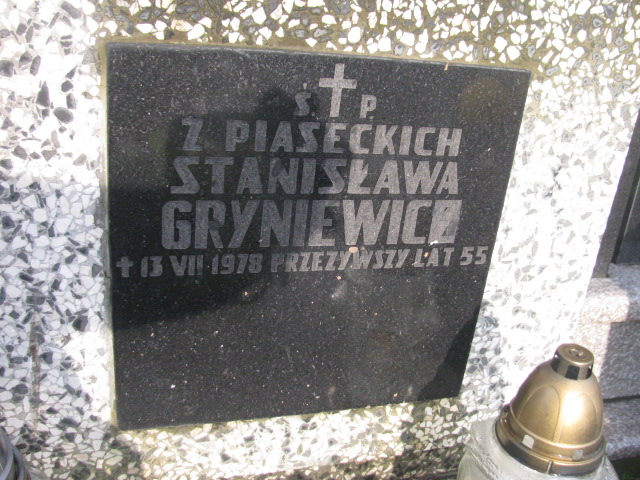 Ś. P.
Z PIASECKICH
STANISŁAWA
GRYNIEWICZ
✝ 13 VII 1978 PRZEŻYWSZY LAT 55